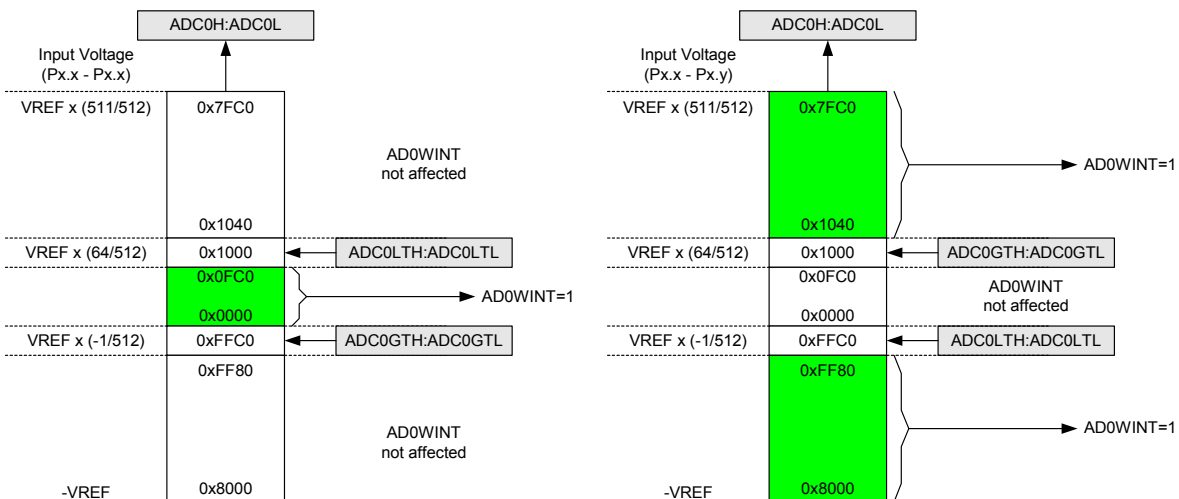 ADC0H:ADC0L
Input Voltage
(Px.x - Px.x)
VREF x (511/512)
0x7FC0
AD0WINT
not affected
0x1040
VREF x (64/512)
0x1000
ADC0LTH:ADC0LTL
0x0FC0
AD0WINT=1
0x0000
VREF x (-1/512)
0xFFC0
ADC0GTH:ADC0GTL
0xFF80
AD0WINT
not affected
-VREF
0x8000
ADC0H:ADC0L
Input Voltage
(Px.x - Px.y)
VREF x (511/512)
0x7FC0
AD0WINT=1
0x1040
VREF x (64/512)
0x1000
ADC0GTH:ADC0GTL
0x0FC0
AD0WINT
not affected
0x0000
VREF x (-1/512)
0xFFC0
ADC0LTH:ADC0LTL
0xFF80
AD0WINT=1
-VREF
0x8000